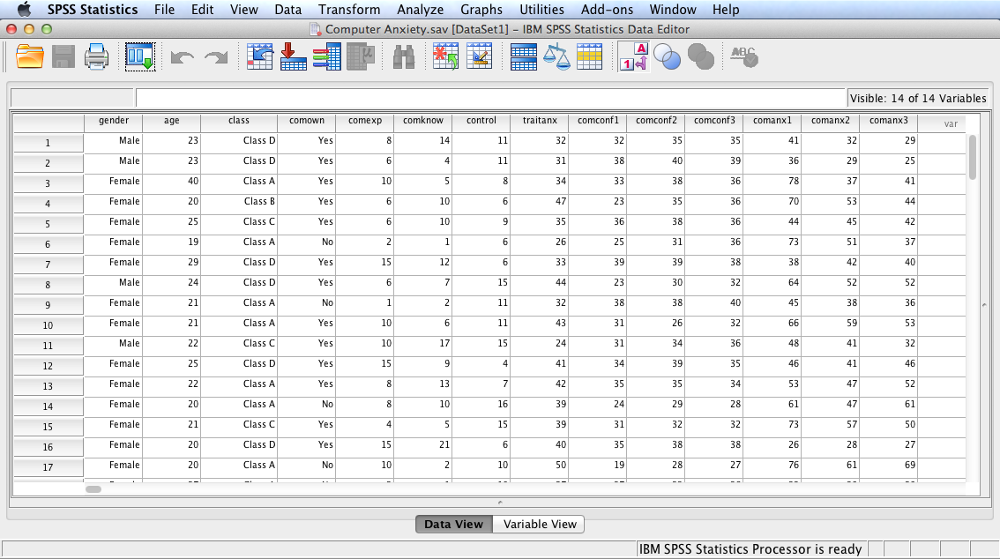 SPSS Statistics File Edit View Data Transform Analyze Graphs Utilities Add-ons Window Help
Computer Anxiety.sav [DataSet1] – IBM SPSS Statistics Data Editor
1 A
ABC
Visible: 14 of 14 Variables
gender age class comown comexp comknow control traitanx comconf1 comconf2 comconf3 comanx1 comanx2 comanx3 var
1 Male 23 Class D Yes 8 14 11 32 32 35 35 41 32 29
2 Male 23 Class D Yes 6 4 11 31 38 40 39 36 29 25
3 Female 40 Class A Yes 10 5 8 34 33 38 36 78 37 41
4 Female 20 Class B Yes 6 10 6 47 23 35 36 70 53 44
5 Female 25 Class C Yes 6 10 9 35 36 38 36 44 45 42
6 Female 19 Class A No 2 1 6 26 25 31 36 73 51 37
7 Female 29 Class D Yes 15 12 6 33 39 39 38 38 42 40
8 Male 24 Class D Yes 6 7 15 44 23 30 32 64 52 52
9 Female 21 Class A No 1 2 11 32 38 38 40 45 38 36
10 Female 21 Class A Yes 10 6 11 43 31 26 32 66 59 53
11 Male 22 Class C Yes 10 17 15 24 31 34 36 48 41 32
12 Female 25 Class D Yes 15 9 4 41 34 39 35 46 41 46
13 Female 22 Class A Yes 8 13 7 42 35 35 34 53 47 52
14 Female 20 Class A No 8 10 16 39 24 29 28 61 47 61
15 Female 21 Class C Yes 4 5 15 39 31 32 32 73 57 50
16 Female 20 Class D Yes 15 21 6 40 35 38 38 26 28 27
17 Female 20 Class A No 10 2 10 50 19 28 27 76 61 69
Data View Variable View
IBM SPSS Statistics Processor is ready